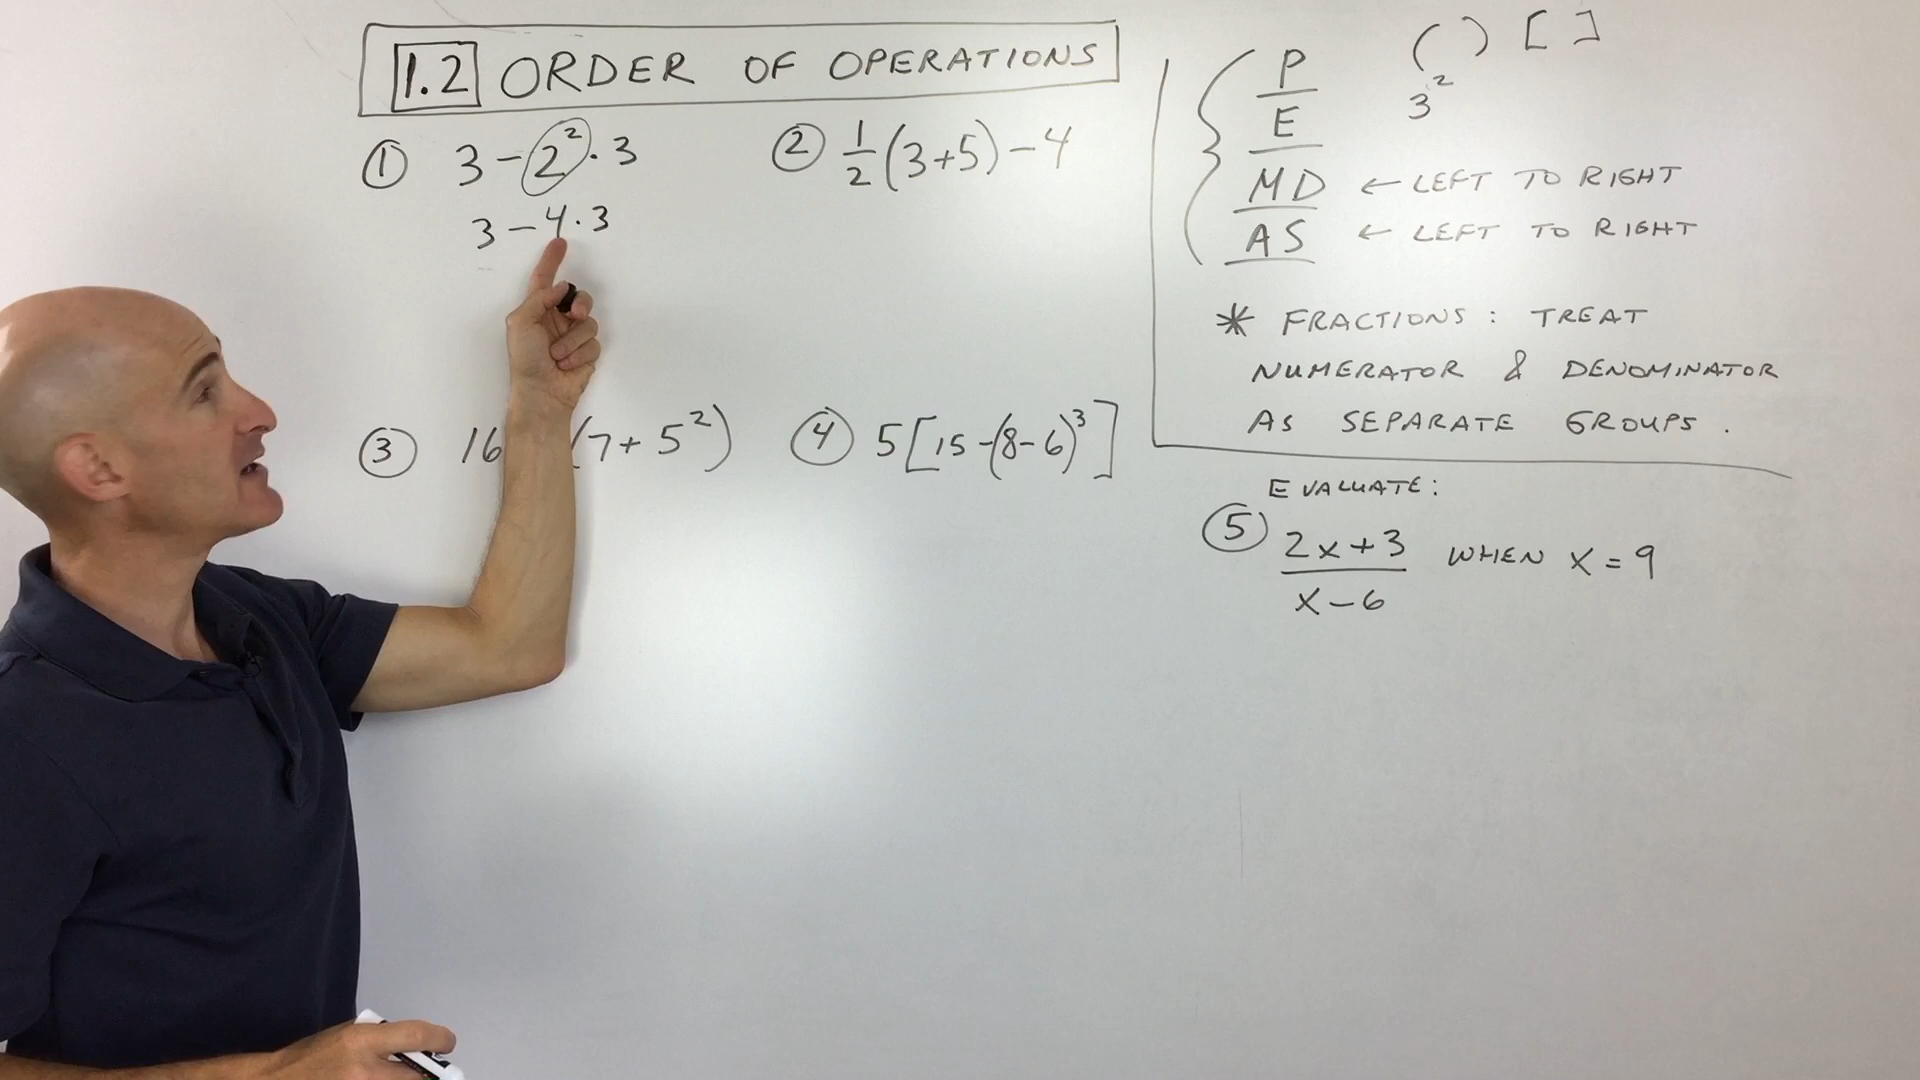 1.2 ORDER OF OPERATIONS
① 3 - 2² · 3
3 - 4 · 3
② 1/2 (3+5) - 4
③ 16 (7 + 5²)
④ 5[15 - (8-6)³]
P ( ) [ ]
E 3²
MD ← LEFT TO RIGHT
AS ← LEFT TO RIGHT
* FRACTIONS: TREAT
NUMERATOR & DENOMINATOR
AS SEPARATE GROUPS.
EVALUATE:
⑤ 2x+3 WHEN X = 9
x-6